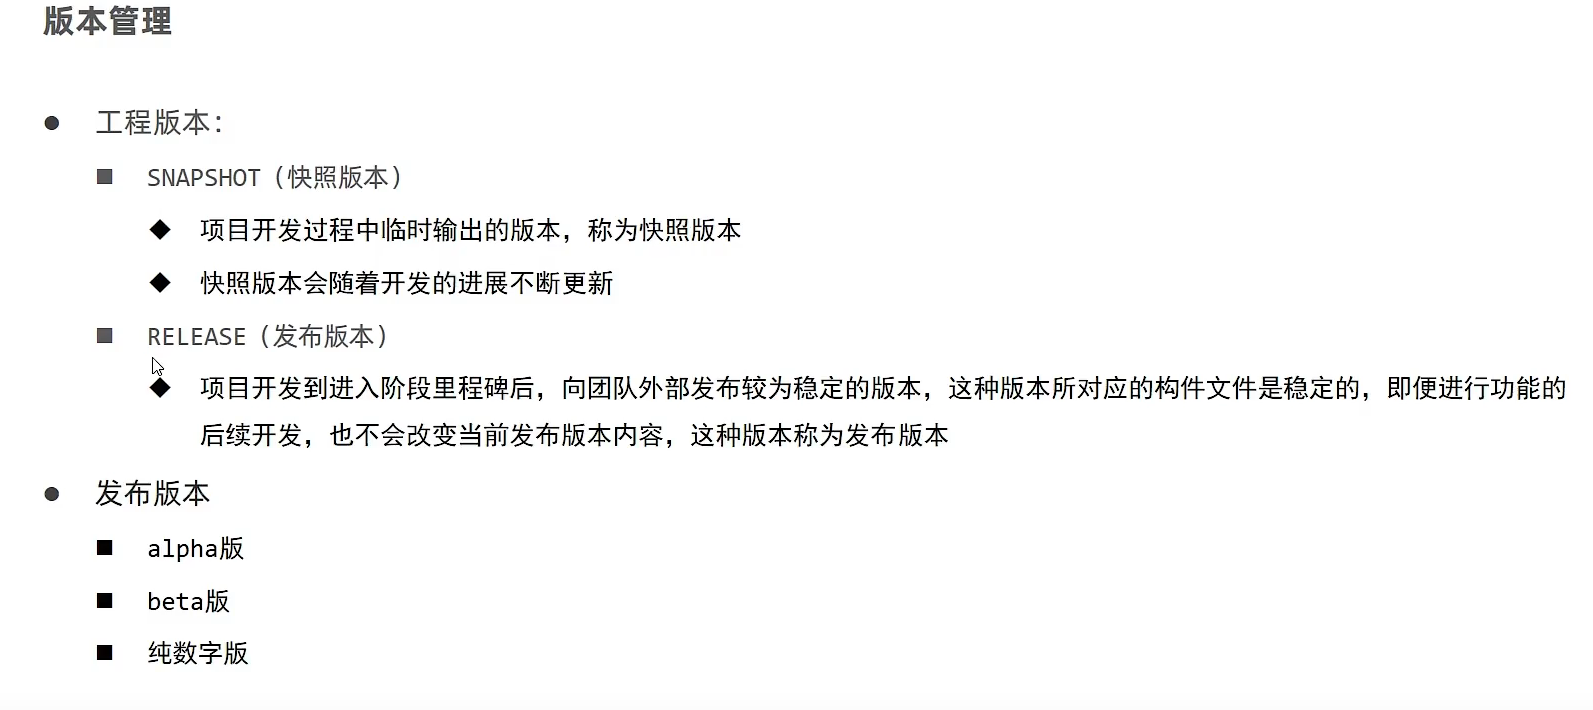 版本管理
工程版本：
SNAPSHOT（快照版本）
项目开发过程中临时输出的版本，称为快照版本
快照版本会随着开发的进展不断更新
RELEASE（发布版本）
项目开发到进入阶段里程碑后，向团队外部发布较为稳定的版本，这种版本所对应的构件文件是稳定的，即便进行功能的
后续开发，也不会改变当前发布版本内容，这种版本称为发布版本
发布版本
alpha版
beta版
纯数字版